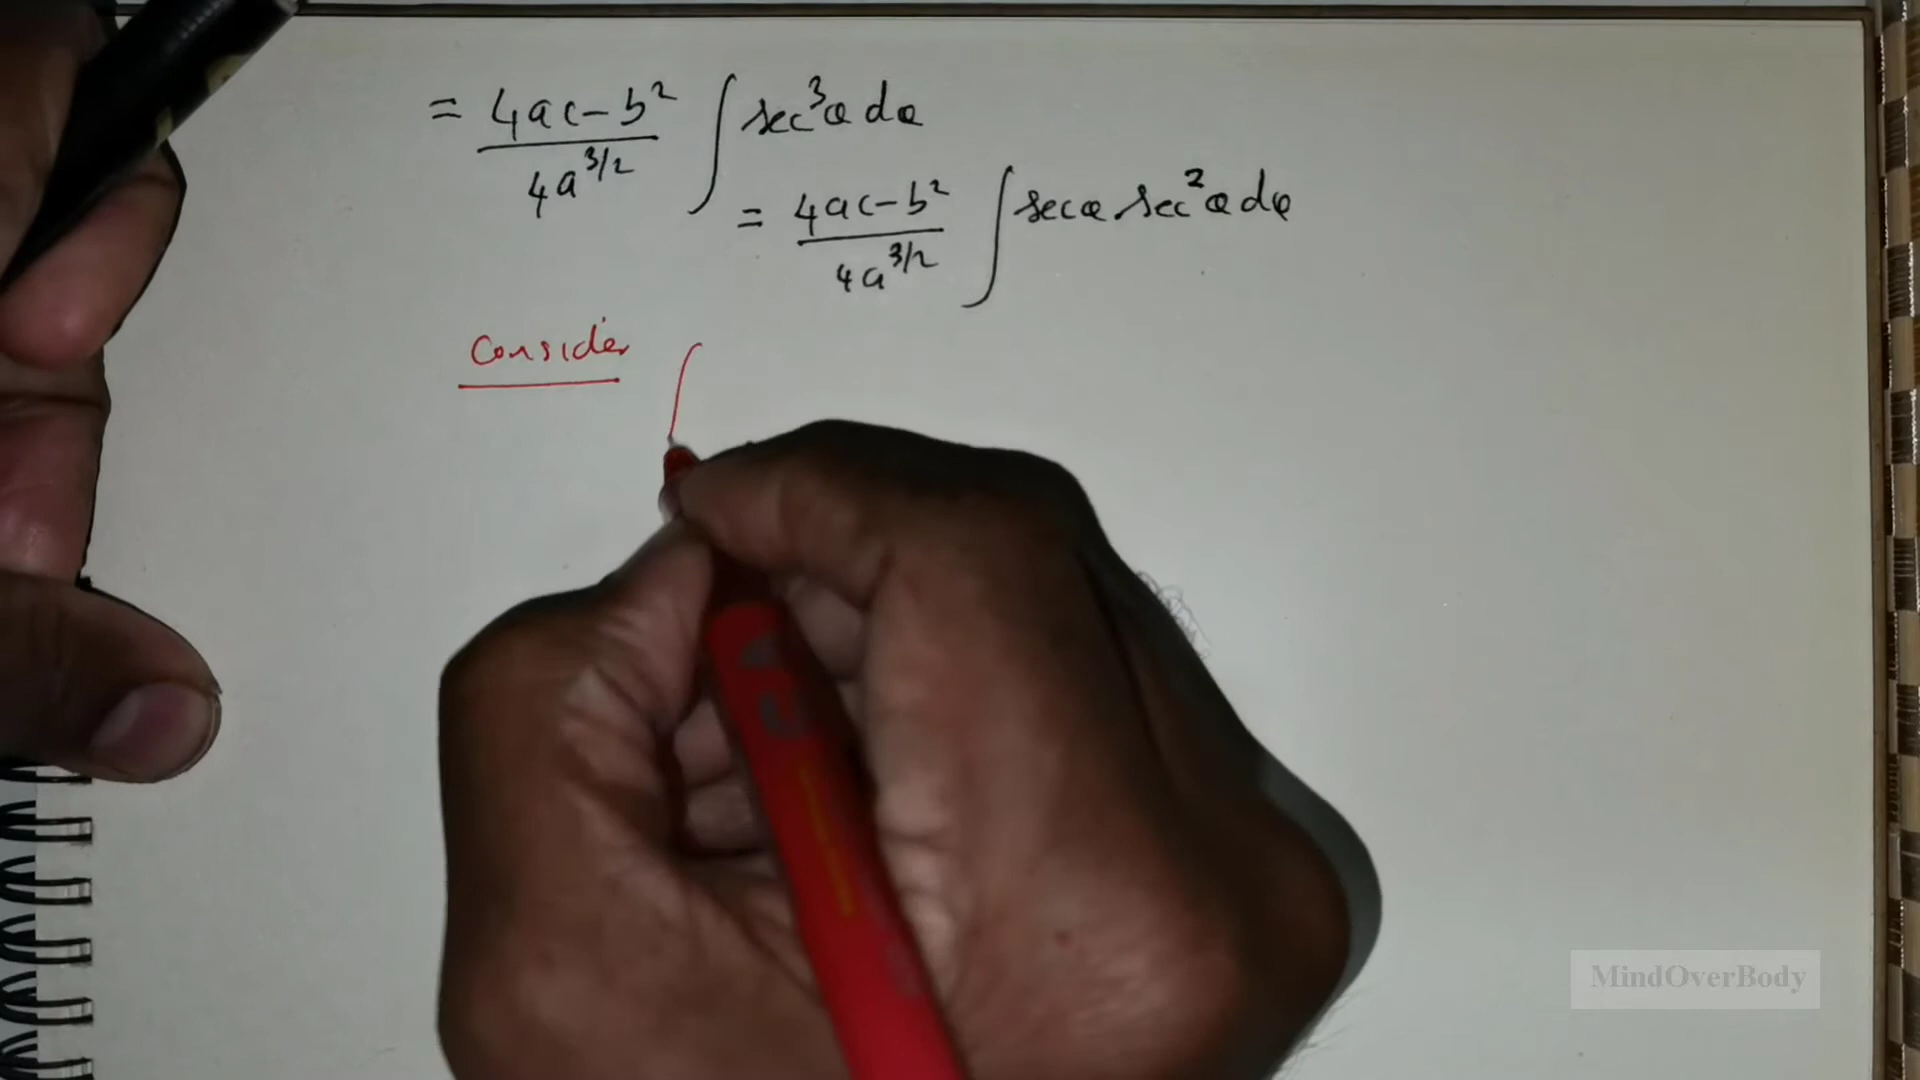 = 4ac-b² / 4a^3/2 ∫ sec³θ dθ
= 4ac-b² / 4a^3/2 ∫ secθ sec²θ dθ
Consider ∫
MindOverBody